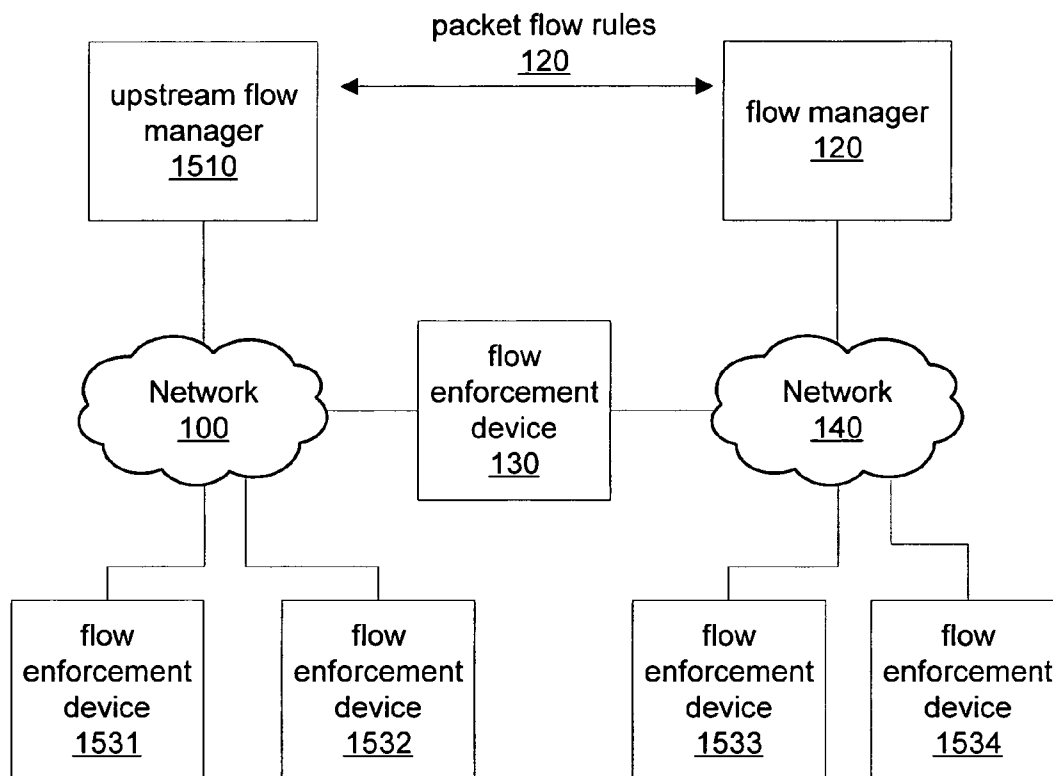 packet flow rules
120
upstream flow
manager
1510
flow manager
120
Network
100
flow
enforcement
device
130
Network
140
flow
enforcement
device
1531
flow
enforcement
device
1532
flow
enforcement
device
1533
flow
enforcement
device
1534